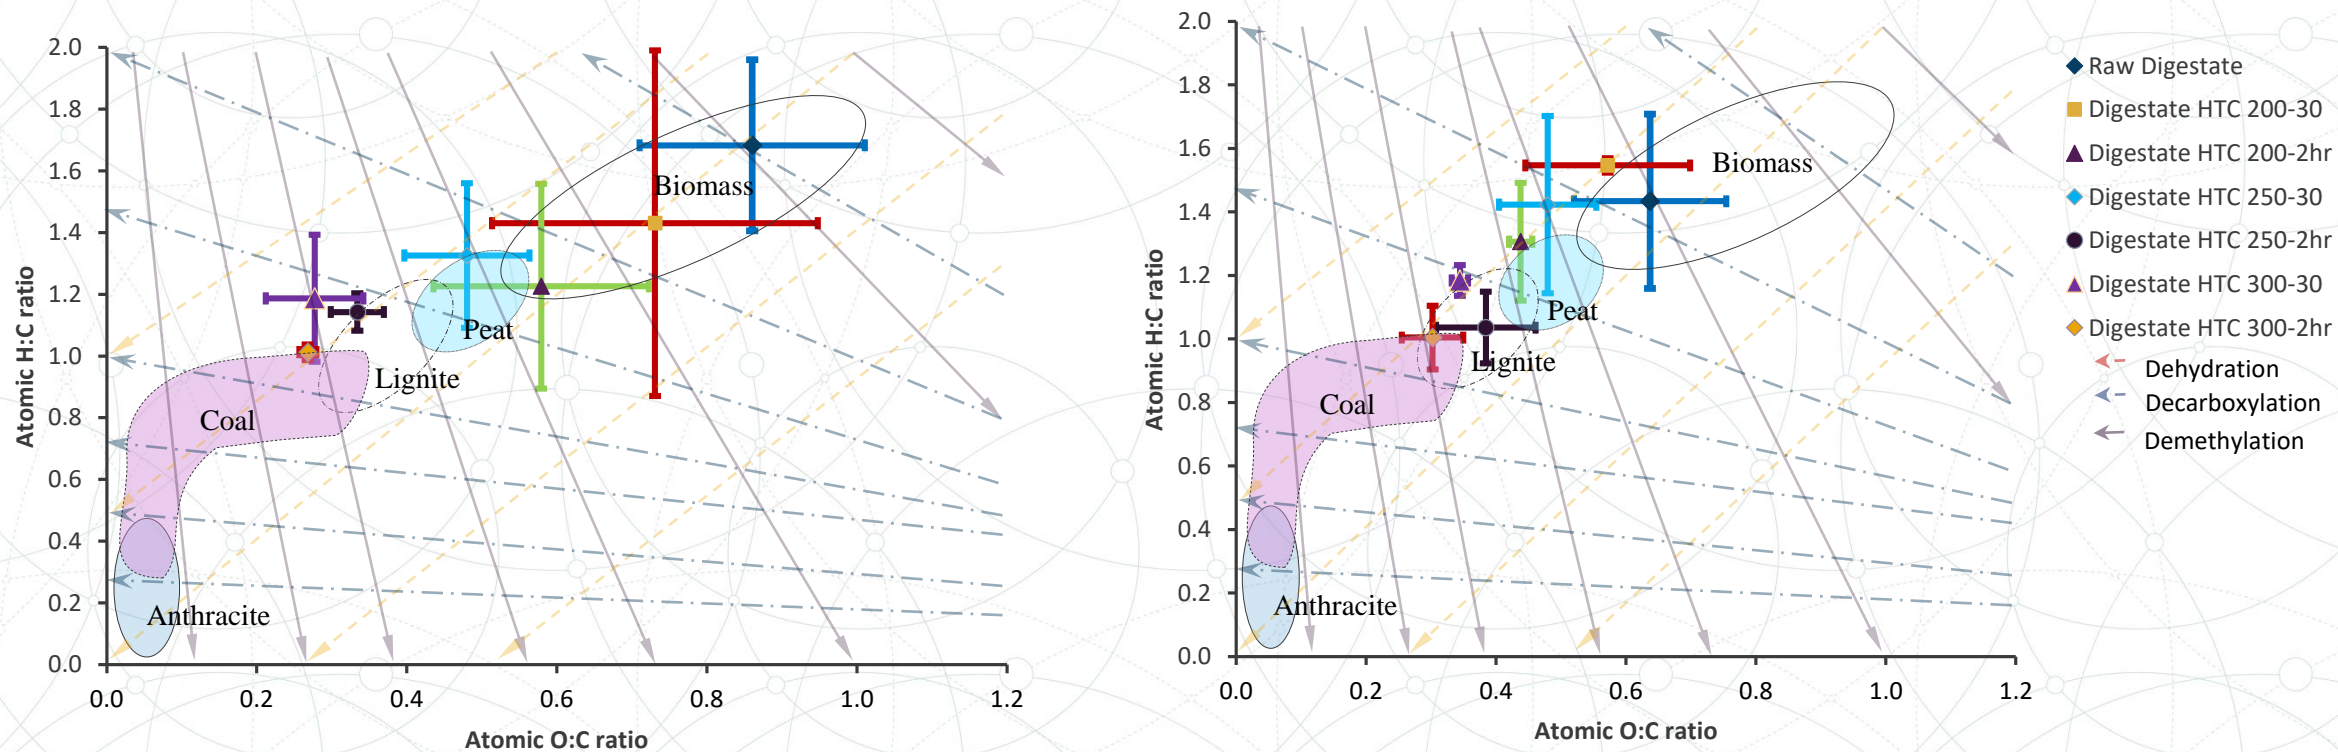 2.0
1.8
1.6
1.4
1.2
1.0
0.8
0.6
0.4
0.2
0.0
Atomic H:C ratio
Biomass
Peat
Lignite
Coal
Anthracite
0.0 0.2 0.4 0.6 0.8 1.0 1.2
Atomic O:C ratio
2.0
1.8
1.6
1.4
1.2
1.0
0.8
0.6
0.4
0.2
0.0
Atomic H:C ratio
Biomass
Peat
Lignite
Coal
Anthracite
0.0 0.2 0.4 0.6 0.8 1.0 1.2
Atomic O:C ratio
Raw Digestate
Digestate HTC 200-30
Digestate HTC 200-2hr
Digestate HTC 250-30
Digestate HTC 250-2hr
Digestate HTC 300-30
Digestate HTC 300-2hr
Dehydration
Decarboxylation
Demethylation